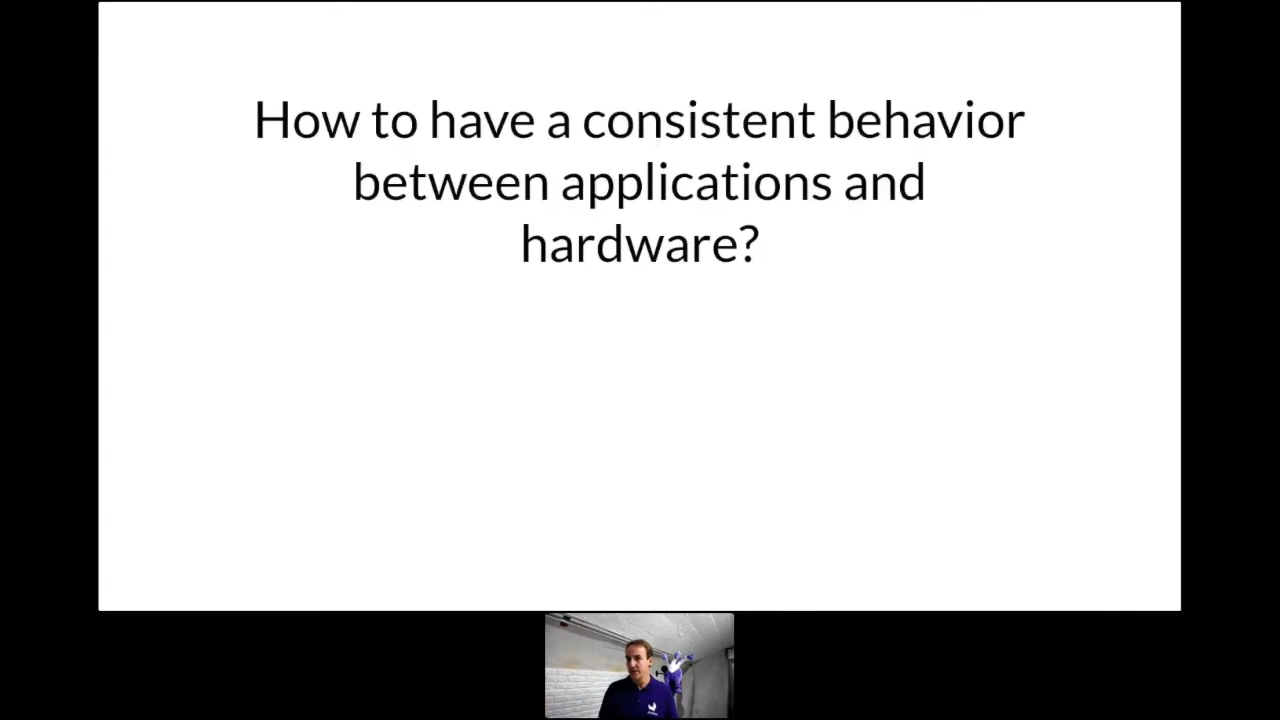 How to have a consistent behavior
between applications and
hardware?